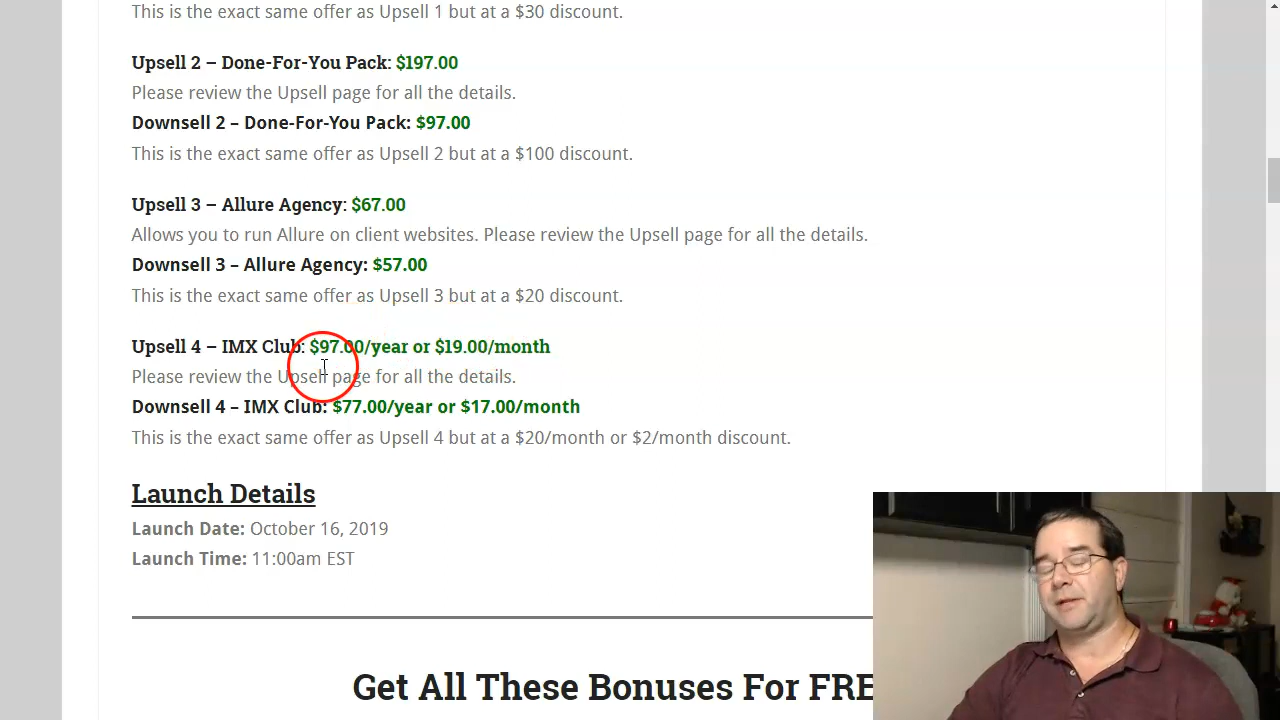 This is the exact same offer as Upsell 1 but at a $30 discount.
Upsell 2 – Done-For-You Pack: $197.00
Please review the Upsell page for all the details.
Downsell 2 – Done-For-You Pack: $97.00
This is the exact same offer as Upsell 2 but at a $100 discount.
Upsell 3 – Allure Agency: $67.00
Allows you to run Allure on client websites. Please review the Upsell page for all the details.
Downsell 3 – Allure Agency: $57.00
This is the exact same offer as Upsell 3 but at a $20 discount.
Upsell 4 – IMX Club: $97.00/year or $19.00/month
Please review the Upsell page for all the details.
Downsell 4 – IMX Club: $77.00/year or $17.00/month
This is the exact same offer as Upsell 4 but at a $20/month or $2/month discount.
Launch Details
Launch Date: October 16, 2019
Launch Time: 11:00am EST
Get All These Bonuses For FRE